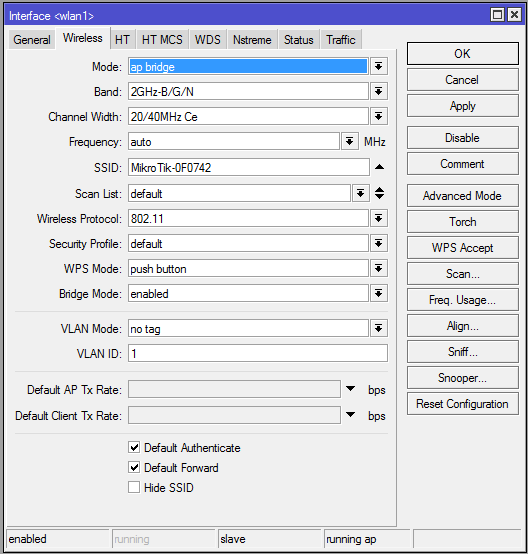 Interface <wlan1>
General Wireless HT HT MCS WDS Nstreme Status Traffic
Mode: ap bridge
Band: 2GHz-B/G/N
Channel Width: 20/40MHz Ce
Frequency: auto MHz
SSID: MikroTik-0F0742
Scan List: default
Wireless Protocol: 802.11
Security Profile: default
WPS Mode: push button
Bridge Mode: enabled
VLAN Mode: no tag
VLAN ID: 1
Default AP Tx Rate: bps
Default Client Tx Rate: bps
Default Authenticate
Default Forward
Hide SSID
OK
Cancel
Apply
Disable
Comment
Advanced Mode
Torch
WPS Accept
Scan...
Freq. Usage...
Align...
Sniff...
Snooper...
Reset Configuration
enabled running slave running ap